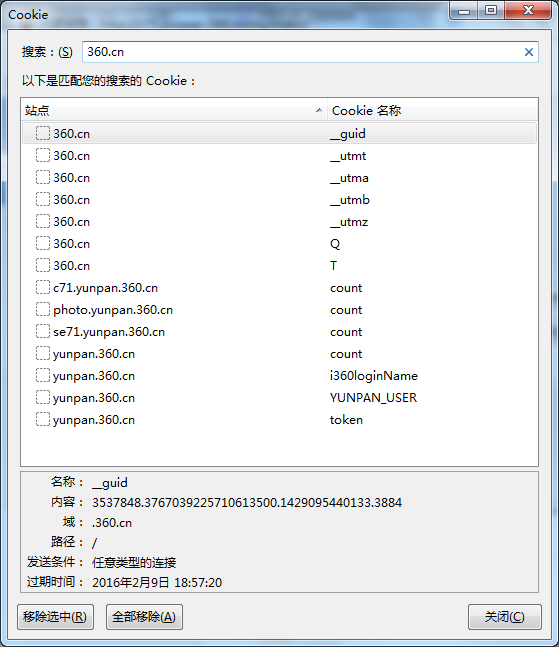 Cookie
搜索：(S) 360.cn
以下是匹配您的搜索的 Cookie：
站点 Cookie 名称
360.cn __guid
360.cn __utmt
360.cn __utma
360.cn __utmb
360.cn __utmz
360.cn Q
360.cn T
c71.yunpan.360.cn count
photo.yunpan.360.cn count
se71.yunpan.360.cn count
yunpan.360.cn count
yunpan.360.cn i360loginName
yunpan.360.cn YUNPAN_USER
yunpan.360.cn token
名称： __guid
内容： 3537848.3767039225710613500.1429095440133.3884
域： .360.cn
路径： /
发送条件： 任意类型的连接
过期时间： 2016年2月9日 18:57:20
移除选中(R) 全部移除(A) 关闭(C)